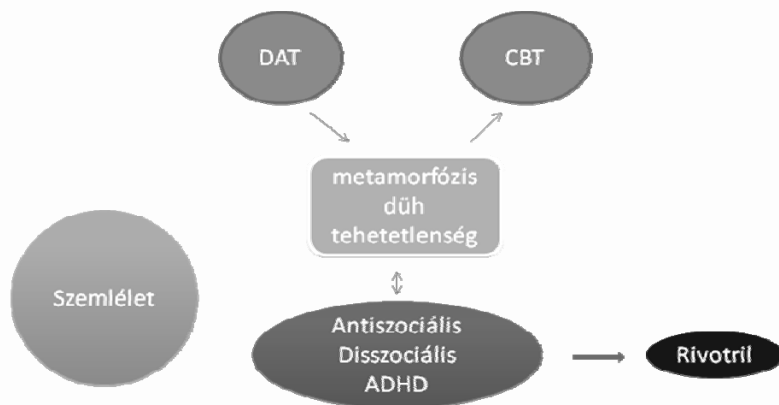 DAT
CBT
metamorfózis
düh
tehetetlenség
Szemlélet
Antiszociális
Disszociális
ADHD
Rivotril